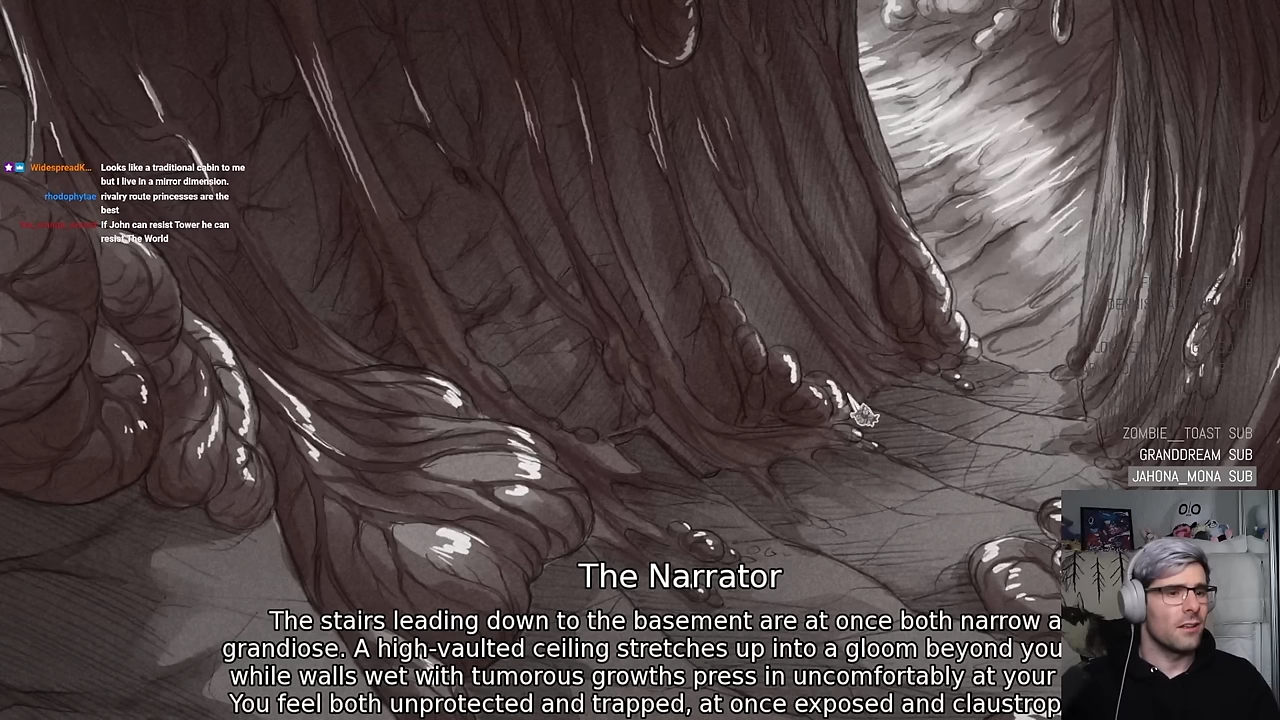 WidespreadK... Looks like a traditional cabin to me
but I live in a mirror dimension.
rhodophytae rivalry route princesses are the
best
If John can resist Tower he can
resist The World
ZOMBIE__TOAST SUB
GRANDDREAM SUB
JAHONA_MONA SUB
The Narrator
The stairs leading down to the basement are at once both narrow a
grandiose. A high-vaulted ceiling stretches up into a gloom beyond you
while walls wet with tumorous growths press in uncomfortably at your
You feel both unprotected and trapped, at once exposed and claustrop